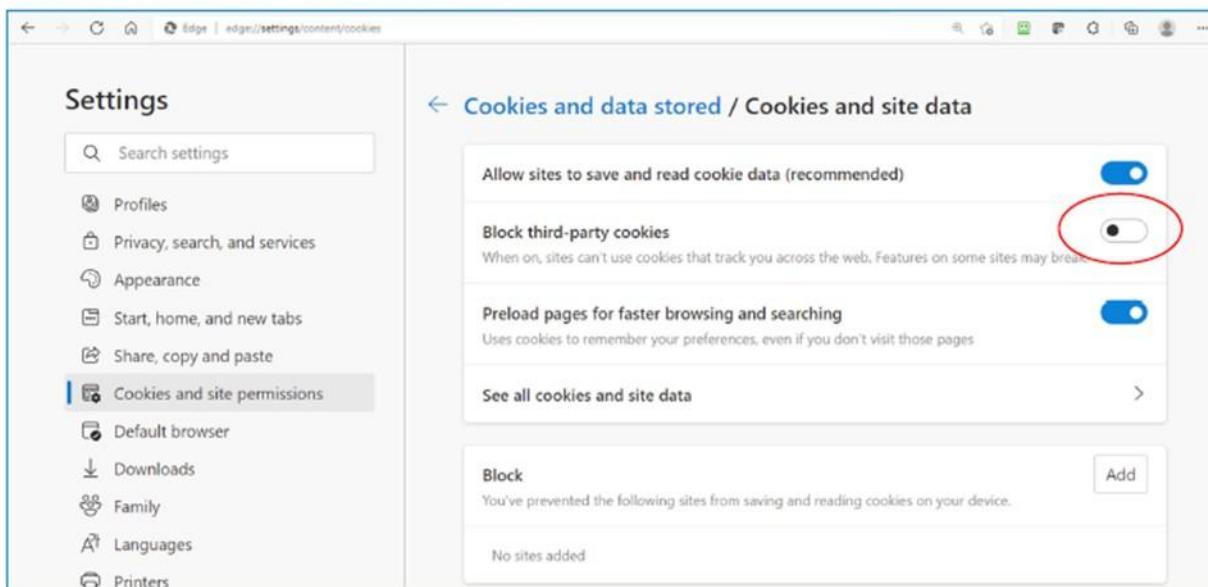 Edge | edge://settings/content/cookies
Settings
Search settings
Profiles
Privacy, search, and services
Appearance
Start, home, and new tabs
Share, copy and paste
Cookies and site permissions
Default browser
Downloads
Family
Languages
Printers
Cookies and data stored / Cookies and site data
Allow sites to save and read cookie data (recommended)
Block third-party cookies
When on, sites can't use cookies that track you across the web. Features on some sites may break
Preload pages for faster browsing and searching
Uses cookies to remember your preferences, even if you don't visit those pages
See all cookies and site data
Block
Add
You've prevented the following sites from saving and reading cookies on your device.
No sites added